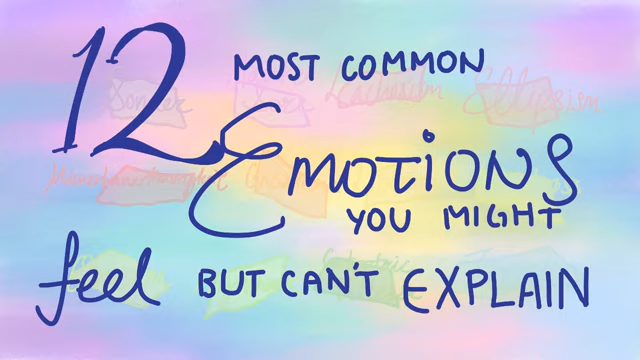 12 MOST COMMON
EMOTIONS
YOU MIGHT
feel BUT CAN'T EXPLAIN